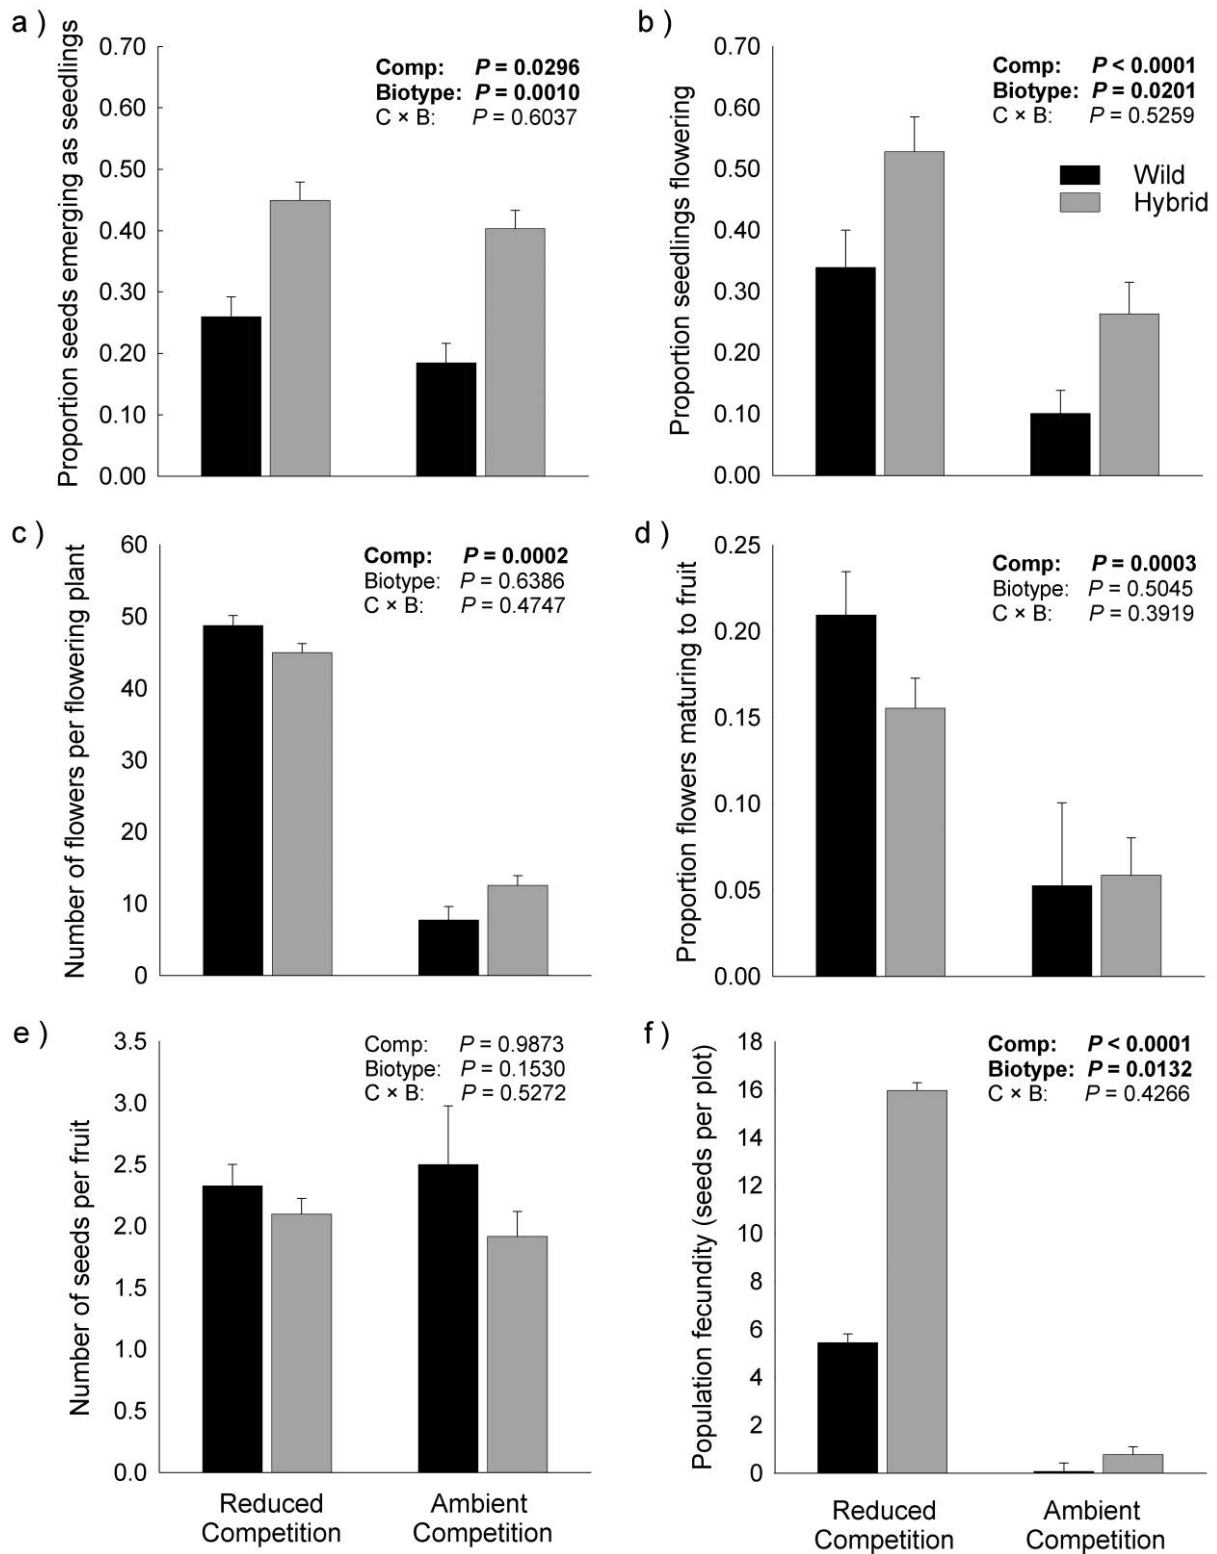 a )
Proportion seeds emerging as seedlings
0.70
0.60
0.50
0.40
0.30
0.20
0.10
0.00
Comp: P = 0.0296
Biotype: P = 0.0010
C × B: P = 0.6037
b )
Proportion seedlings flowering
0.70
0.60
0.50
0.40
0.30
0.20
0.10
0.00
Comp: P < 0.0001
Biotype: P = 0.0201
C × B: P = 0.5259
Wild
Hybrid
c )
Number of flowers per flowering plant
60
50
40
30
20
10
0
Comp: P = 0.0002
Biotype: P = 0.6386
C × B: P = 0.4747
d )
Proportion flowers maturing to fruit
0.25
0.20
0.15
0.10
0.05
0.00
Comp: P = 0.0003
Biotype: P = 0.5045
C × B: P = 0.3919
e )
Number of seeds per fruit
3.5
3.0
2.5
2.0
1.5
1.0
0.5
0.0
Comp: P = 0.9873
Biotype: P = 0.1530
C × B: P = 0.5272
Reduced
Competition
Ambient
Competition
f )
Population fecundity (seeds per plot)
18
16
14
12
10
8
6
4
2
0
Comp: P < 0.0001
Biotype: P = 0.0132
C × B: P = 0.4266
Reduced
Competition
Ambient
Competition